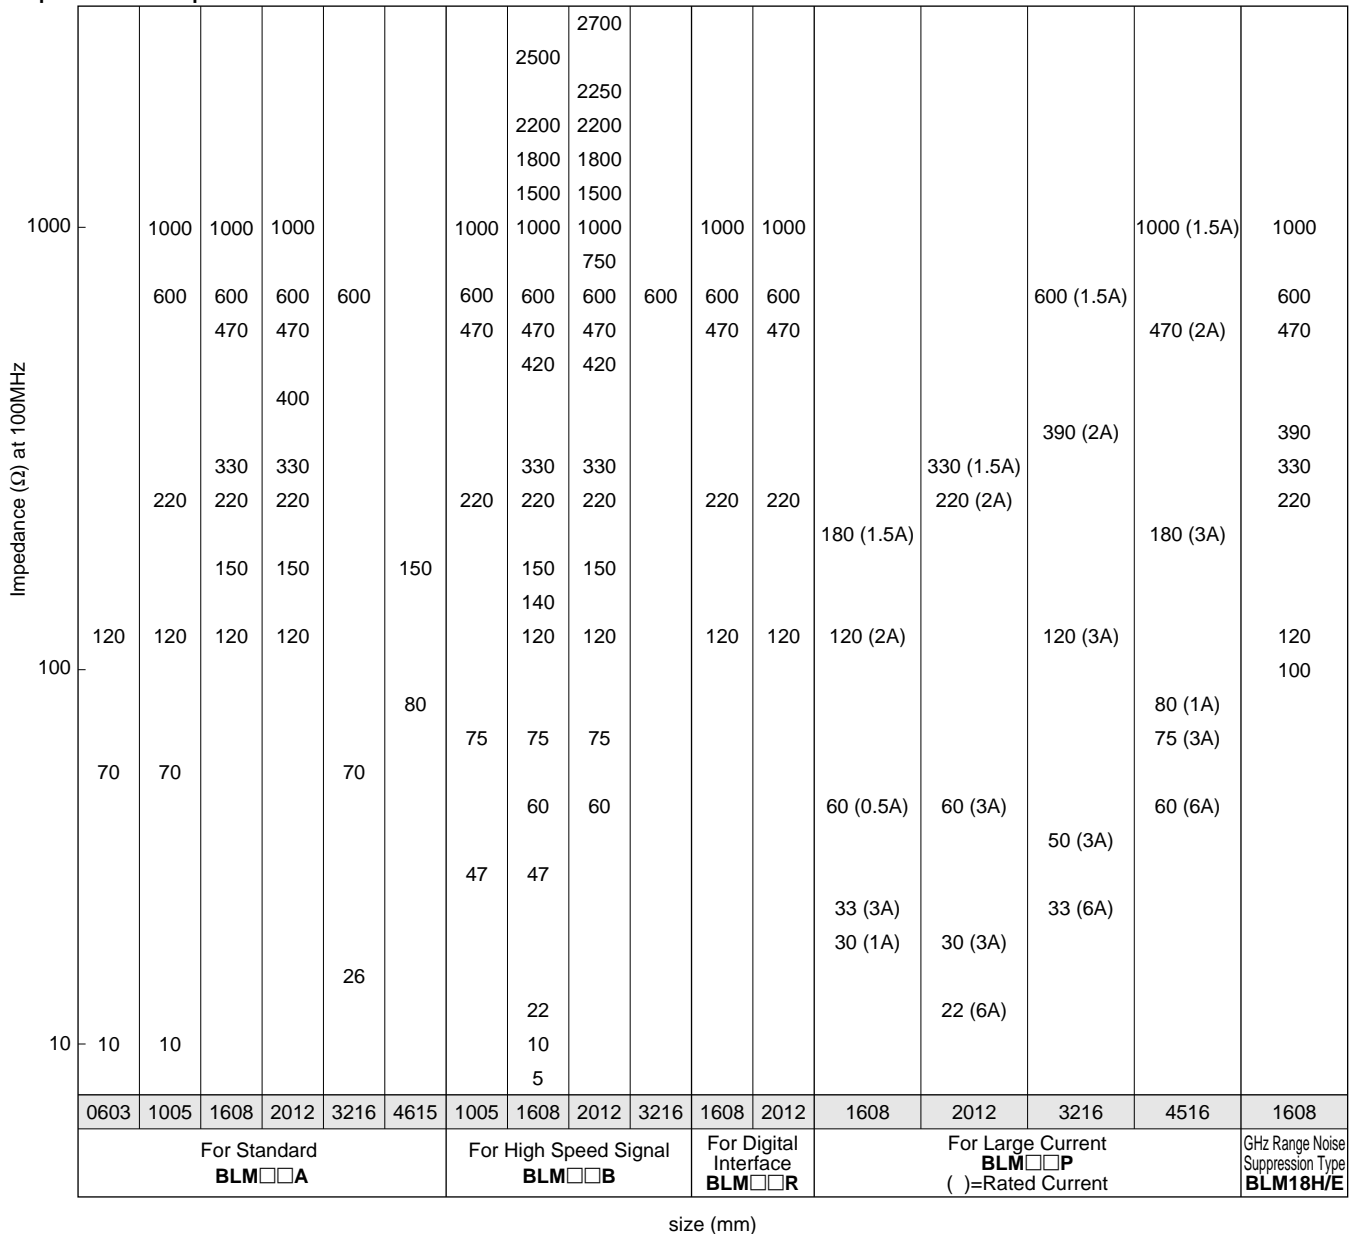 2700
2500
2250
2200 2200
1800 1800
1500 1500
1000 1000 1000 1000 1000 1000 1000 1000 1000 1000 (1.5A) 1000
750
600 600 600 600 600 600 600 600 600 600 600 (1.5A) 600
470 470 470 470 470 470 470 470 (2A) 470
420 420
400
390 (2A) 390
330 330 330 330 330 (1.5A) 330
220 220 220 220 220 220 220 220 220 (2A) 220
180 (1.5A) 180 (3A)
150 150 150 150 150
140
120 120 120 120 120 120 120 120 120 (2A) 120 (3A) 120
100 100
80 80 (1A)
75 75 75 75 (3A)
70 70 70
60 60 60 (0.5A) 60 (3A) 60 (6A)
50 (3A)
47 47
33 (3A) 33 (6A)
30 (1A) 30 (3A)
26
22 22 (6A)
10 10 10 10
5
Impedance (Ω) at 100MHz
0603 1005 1608 2012 3216 4615 1005 1608 2012 3216 1608 2012 1608 2012 3216 4516 1608
For Standard
BLM□□A
For High Speed Signal
BLM□□B
For Digital
Interface
BLM□□R
For Large Current
BLM□□P
( )=Rated Current
GHz Range Noise
Suppression Type
BLM18H/E
size (mm)